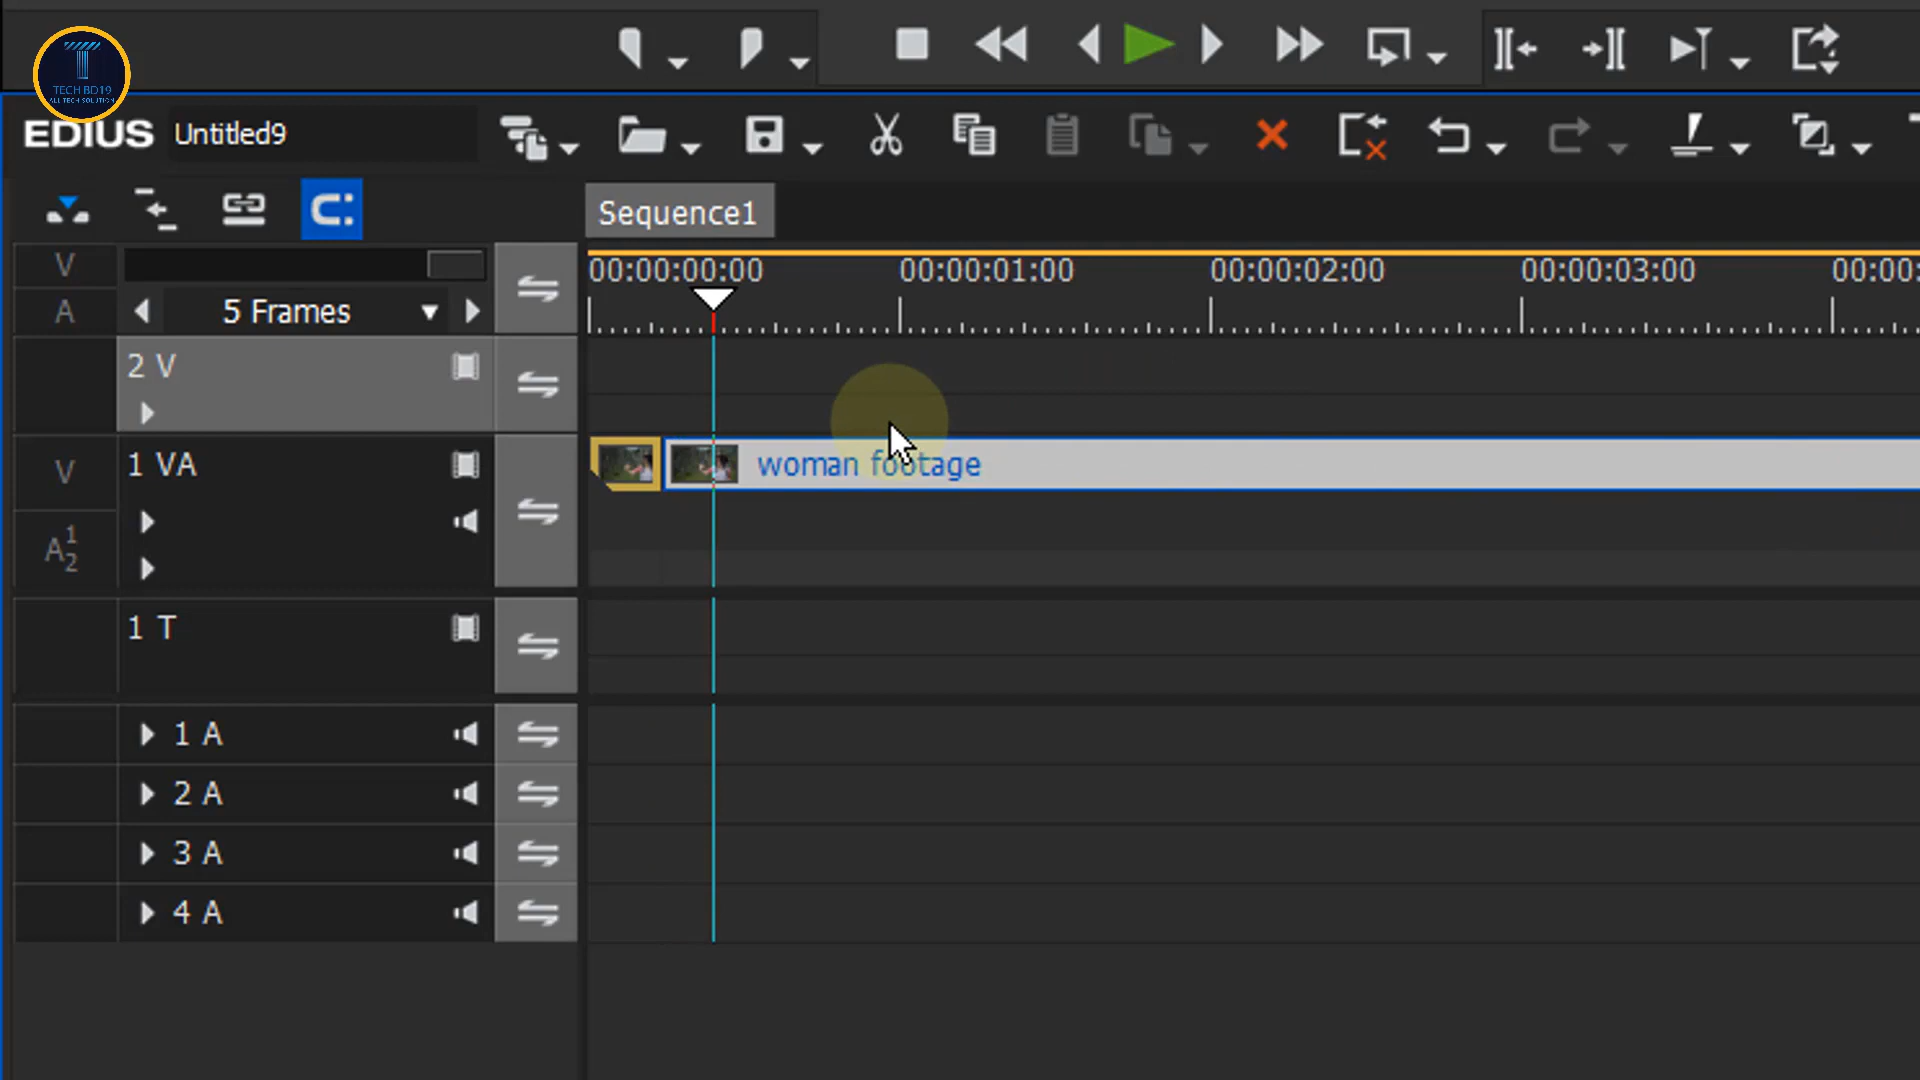 TECH BD19
ALL TECH SOLUTION
EDIUS Untitled9
Sequence1
V
00:00:00:00 00:00:01:00 00:00:02:00 00:00:03:00 00:00:
A 5 Frames
2 V
V 1 VA woman footage
A 1 2
1 T
1 A
2 A
3 A
4 A